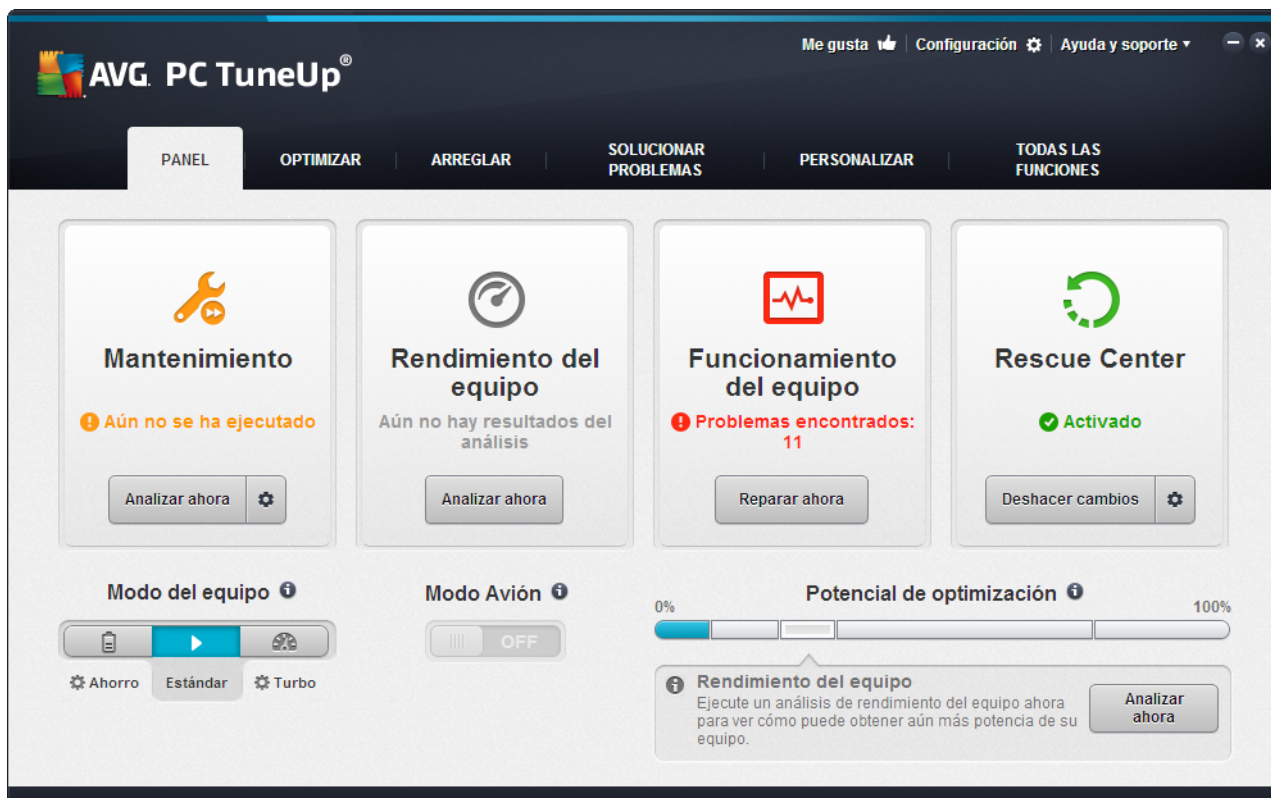 Me gusta | Configuración | Ayuda y soporte
AVG. PC TuneUp®
PANEL
OPTIMIZAR
ARREGLAR
SOLUCIONAR
PROBLEMAS
PERSONALIZAR
TODAS LAS
FUNCIONES
Mantenimiento
Aún no se ha ejecutado
Analizar ahora
Rendimiento del
equipo
Aún no hay resultados del
análisis
Analizar ahora
Funcionamiento
del equipo
Problemas encontrados:
11
Reparar ahora
Rescue Center
Activado
Deshacer cambios
Modo del equipo
Ahorro
Estándar
Turbo
Modo Avión
OFF
Potencial de optimización
0%
100%
Rendimiento del equipo
Ejecute un análisis de rendimiento del equipo ahora
para ver cómo puede obtener aún más potencia de su
equipo.
Analizar
ahora